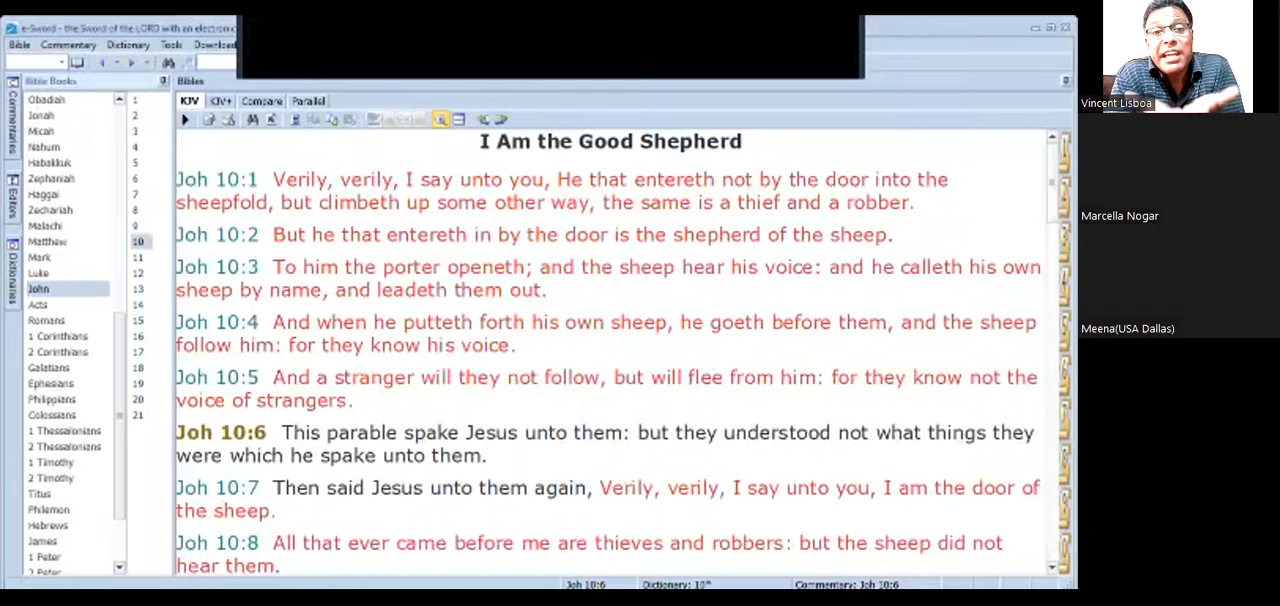 e-Sword - the Sword of the LORD with an electronic
Bible Commentary Dictionary Tools Download
Bible Books
Bibles
KJV KJV+ Compare Parallel
Commentaries
Editors
Dictionaries
Obadiah 1
Jonah 2
Micah 3
Nahum 4
Habakkuk 5
Zephaniah 6
Haggai 7
Zechariah 8
Malachi 9
Matthew 10
Mark 11
Luke 12
John 13
Acts 14
Romans 15
1 Corinthians 16
2 Corinthians 17
Galatians 18
Ephesians 19
Philippians 20
Colossians 21
1 Thessalonians
2 Thessalonians
1 Timothy
2 Timothy
Titus
Philemon
Hebrews
James
1 Peter
2 Peter
I Am the Good Shepherd
Joh 10:1 Verily, verily, I say unto you, He that entereth not by the door into the
sheepfold, but climbeth up some other way, the same is a thief and a robber.
Joh 10:2 But he that entereth in by the door is the shepherd of the sheep.
Joh 10:3 To him the porter openeth; and the sheep hear his voice: and he calleth his own
sheep by name, and leadeth them out.
Joh 10:4 And when he putteth forth his own sheep, he goeth before them, and the sheep
follow him: for they know his voice.
Joh 10:5 And a stranger will they not follow, but will flee from him: for they know not the
voice of strangers.
Joh 10:6 This parable spake Jesus unto them: but they understood not what things they
were which he spake unto them.
Joh 10:7 Then said Jesus unto them again, Verily, verily, I say unto you, I am the door of
the sheep.
Joh 10:8 All that ever came before me are thieves and robbers: but the sheep did not
hear them.
Joh 10:6 Dictionary: Commentary: Joh 10:6
Vincent Lisboa
Marcella Nogar
Meena(USA Dallas)